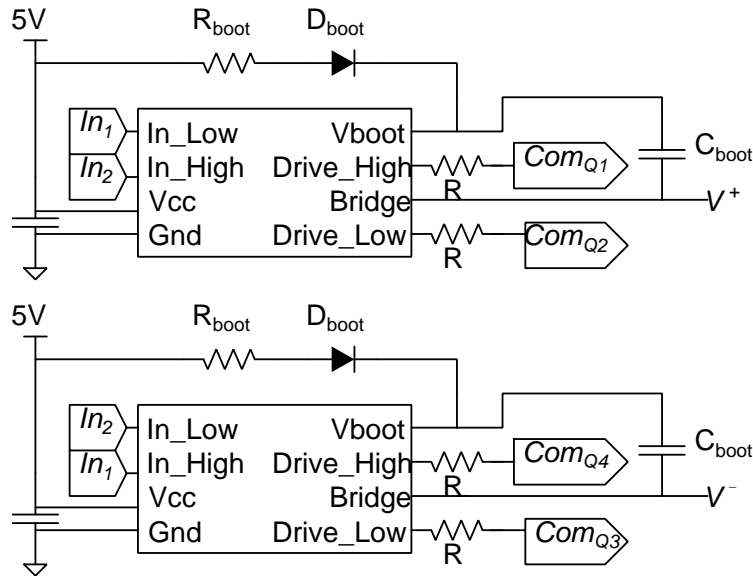 5V
R_boot D_boot
In_1 In_Low Vboot
In_2 In_High Drive_High R Com_Q1 C_boot
Vcc Bridge V^+
Gnd Drive_Low R Com_Q2
5V
R_boot D_boot
In_2 In_Low Vboot
In_1 In_High Drive_High R Com_Q4 C_boot
Vcc Bridge V^-
Gnd Drive_Low R Com_Q3